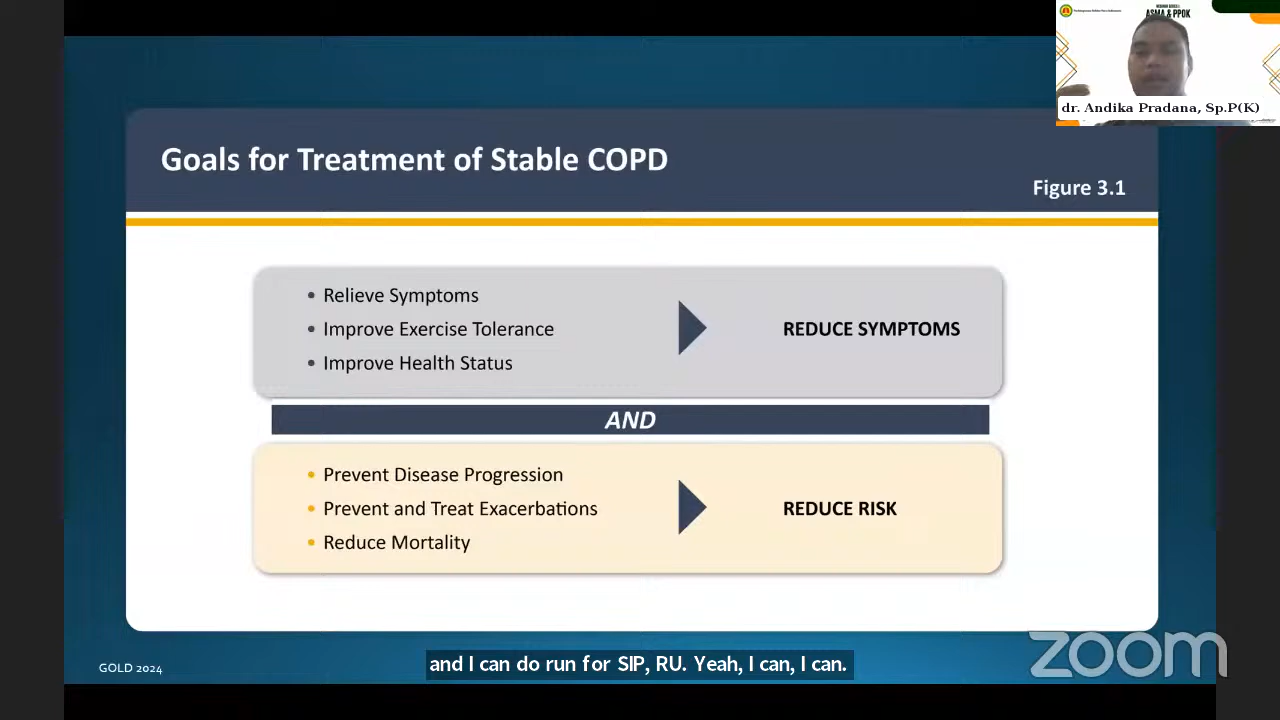 ASMA & PPOK
dr. Andika Pradana, Sp.P(K)
Goals for Treatment of Stable COPD
Figure 3.1
• Relieve Symptoms
• Improve Exercise Tolerance
• Improve Health Status
REDUCE SYMPTOMS
AND
• Prevent Disease Progression
• Prevent and Treat Exacerbations
• Reduce Mortality
REDUCE RISK
GOLD 2024
and I can do run for SIP, RU. Yeah, I can, I can.
zoom